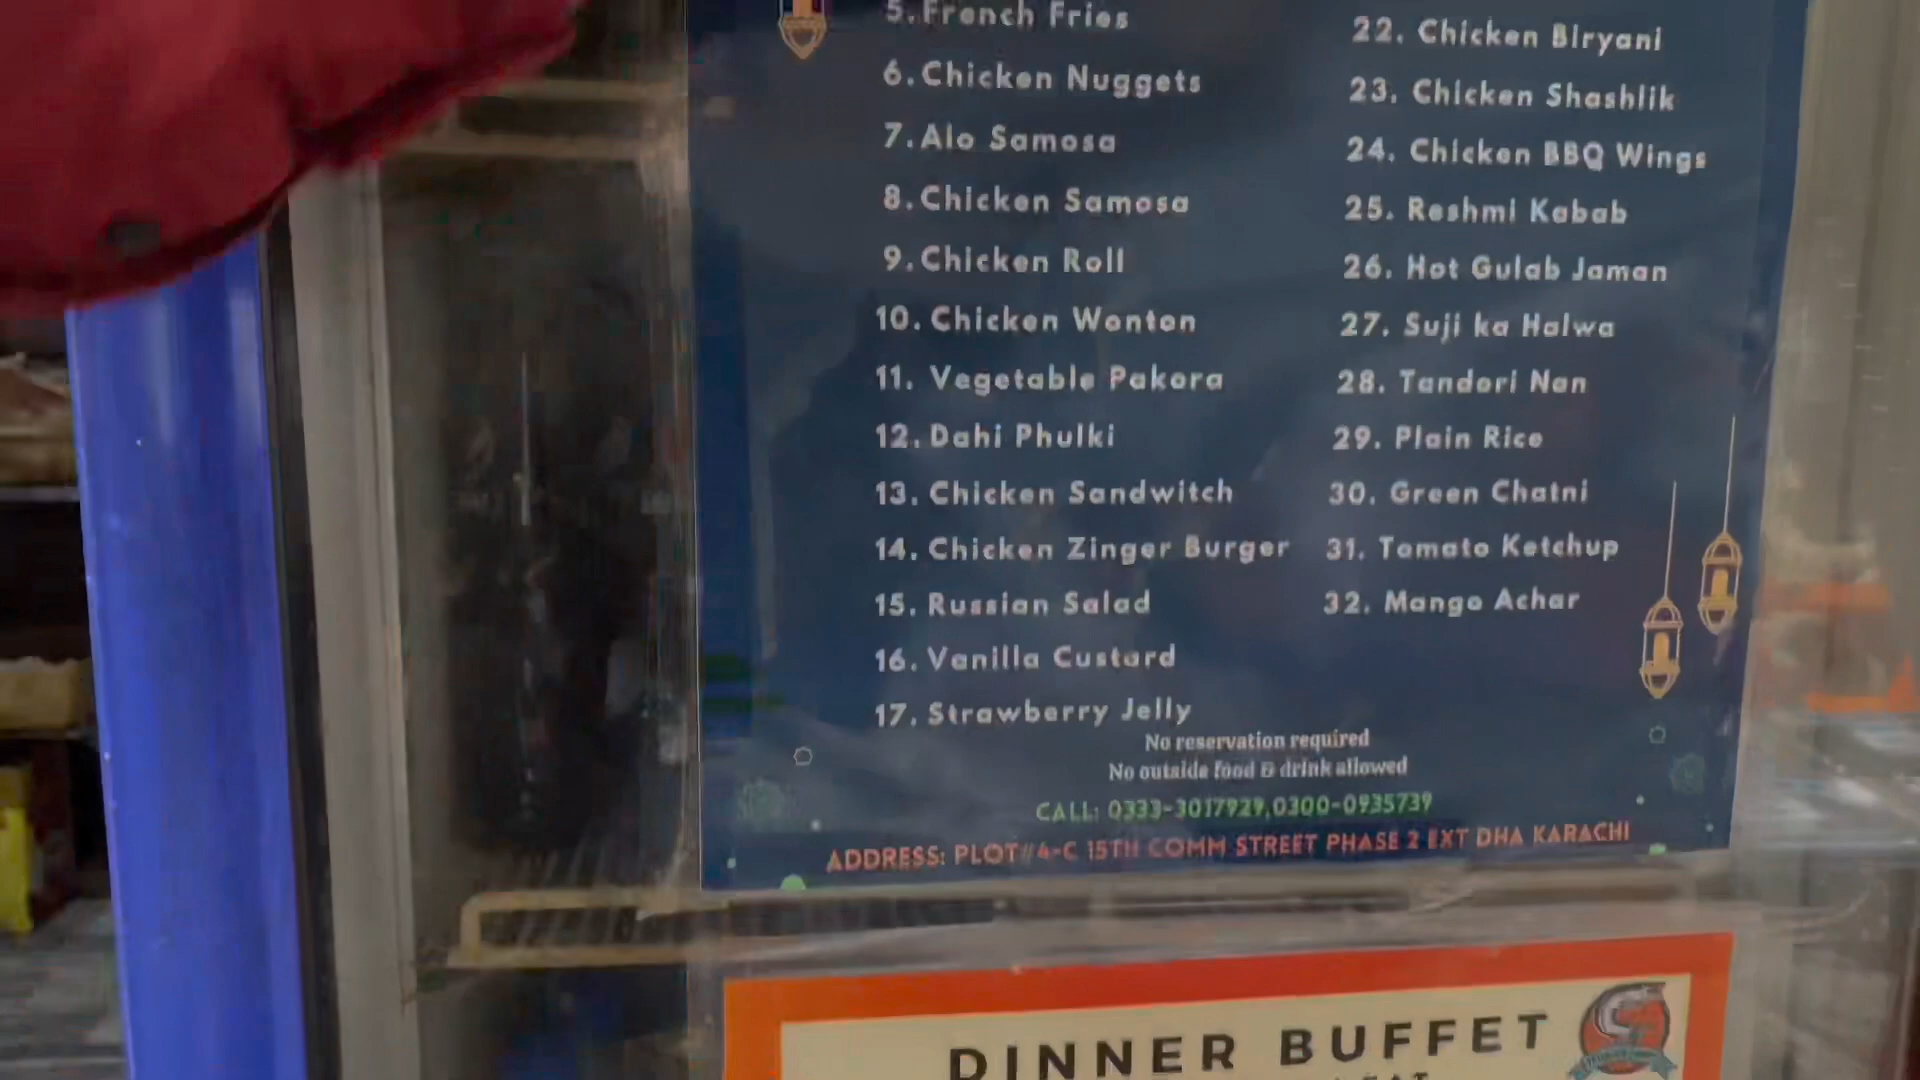 5. French Fries
6. Chicken Nuggets
7. Alo Samosa
8. Chicken Samosa
9. Chicken Roll
10. Chicken Wonton
11. Vegetable Pakora
12. Dahi Phulki
13. Chicken Sandwitch
14. Chicken Zinger Burger
15. Russian Salad
16. Vanilla Custard
17. Strawberry Jelly
22. Chicken Biryani
23. Chicken Shashlik
24. Chicken BBQ Wings
25. Reshmi Kabab
26. Hot Gulab Jaman
27. Suji ka Halwa
28. Tandori Nan
29. Plain Rice
30. Green Chatni
31. Tomato Ketchup
32. Mango Achar
No reservation required
No outside food & drink allowed
CALL: 0333-3017929,0300-0935739
ADDRESS: PLOT#4-C 15TH COMM STREET PHASE 2 EXT DHA KARACHI
DINNER BUFFET